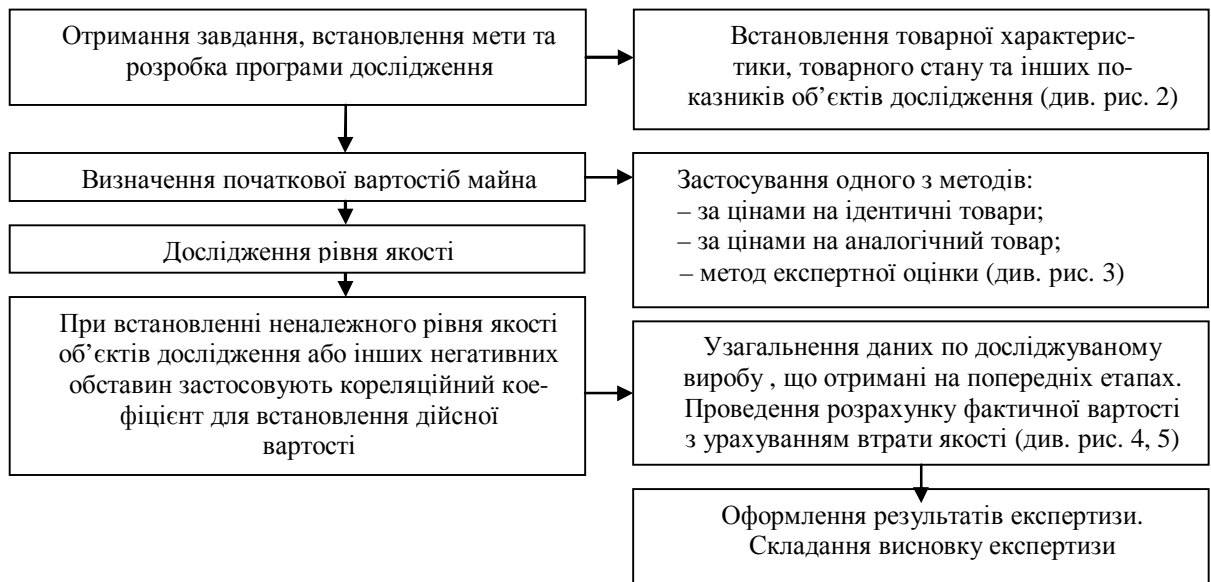 Отримання завдання, встановлення мети та
розробка програми дослідження
Встановлення товарної характерис-
тики, товарного стану та інших по-
казників об’єктів дослідження (див. рис. 2)
Визначення початкової вартостіб майна
Застосування одного з методів:
– за цінами на ідентичні товари;
– за цінами на аналогічний товар;
– метод експертної оцінки (див. рис. 3)
Дослідження рівня якості
При встановленні неналежного рівня якості
об’єктів дослідження або інших негативних
обставин застосовують кореляційний кое-
фіцієнт для встановлення дійсної
вартості
Узагальнення даних по досліджуваному
виробу , що отримані на попередніх етапах.
Проведення розрахунку фактичної вартості
з урахуванням втрати якості (див. рис. 4, 5)
Оформлення результатів експертизи.
Складання висновку експертизи